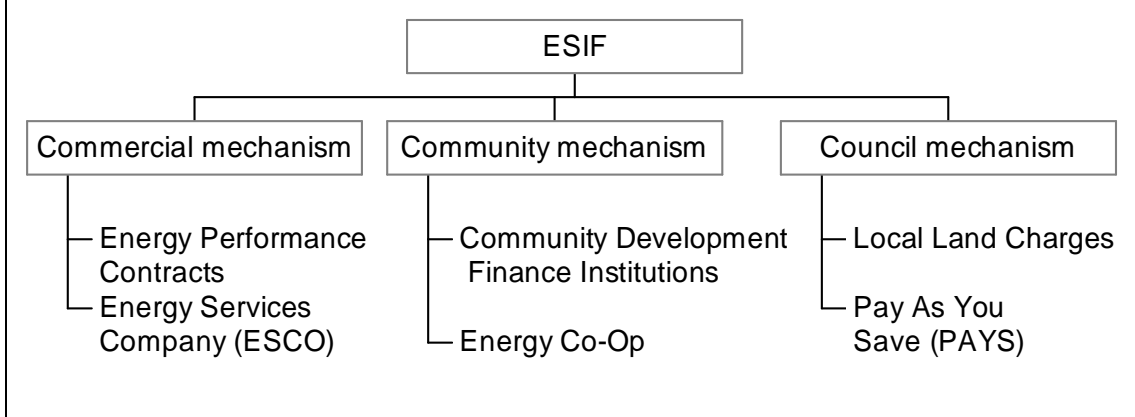 ESIF
Commercial mechanism
Energy Performance
Contracts
Energy Services
Company (ESCO)
Community mechanism
Community Development
Finance Institutions
Energy Co-Op
Council mechanism
Local Land Charges
Pay As You
Save (PAYS)